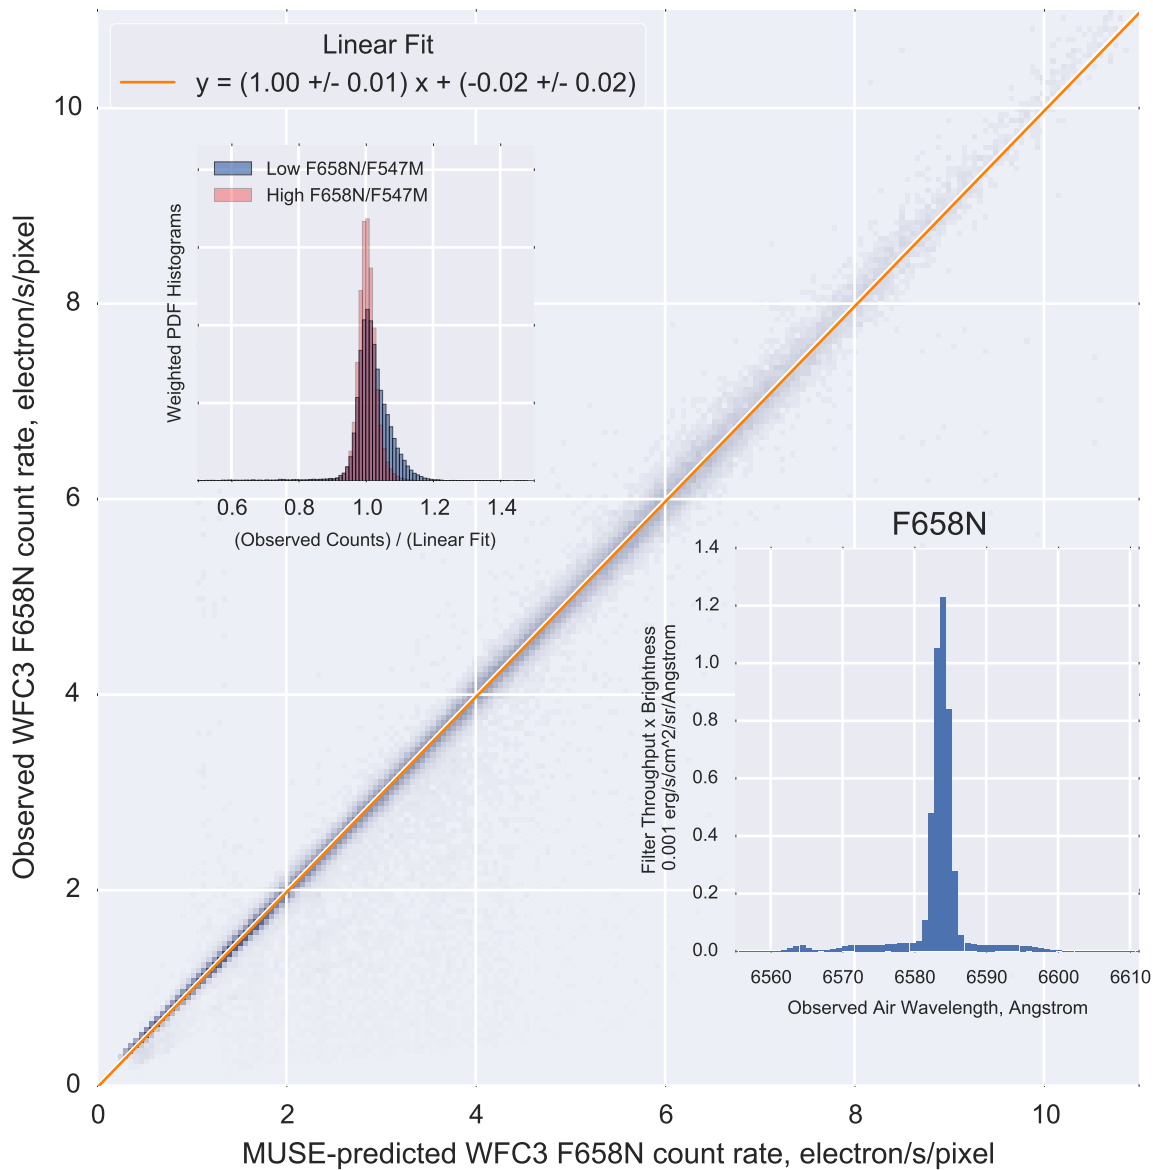 Linear Fit
y = (1.00 +/- 0.01) x + (-0.02 +/- 0.02)
Low F658N/F547M
High F658N/F547M
Weighted PDF Histograms
0.6 0.8 1.0 1.2 1.4
(Observed Counts) / (Linear Fit)
Observed WFC3 F658N count rate, electron/s/pixel
10
8
6
4
2
0
F658N
1.4
1.2
1.0
0.8
0.6
0.4
0.2
0.0
Filter Throughput x Brightness
0.001 erg/s/cm^2/sr/Angstrom
6560 6570 6580 6590 6600 6610
Observed Air Wavelength, Angstrom
0 2 4 6 8 10
MUSE-predicted WFC3 F658N count rate, electron/s/pixel